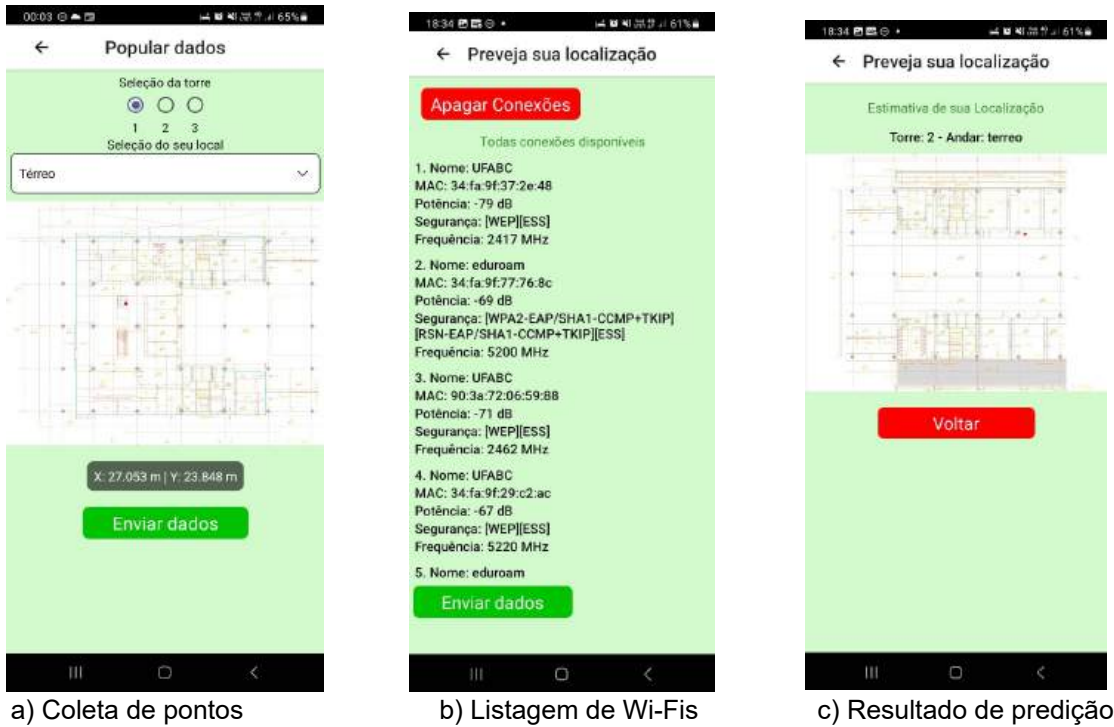 00:03 65%
← Popular dados
Seleção da torre
1 2 3
Seleção do seu local
Térreo
X: 27.053 m | Y: 23.848 m
Enviar dados
a) Coleta de pontos
18:34 61%
← Preveja sua localização
Apagar Conexões
Todas conexões disponíveis
1. Nome: UFABC
MAC: 34:fa:9f:37:2e:48
Potência: -79 dB
Segurança: [WEP][ESS]
Frequência: 2417 MHz
2. Nome: eduroam
MAC: 34:fa:9f:77:76:8c
Potência: -69 dB
Segurança: [WPA2-EAP/SHA1-CCMP+TKIP]
[RSN-EAP/SHA1-CCMP+TKIP][ESS]
Frequência: 5200 MHz
3. Nome: UFABC
MAC: 90:3a:72:06:59:88
Potência: -71 dB
Segurança: [WEP][ESS]
Frequência: 2462 MHz
4. Nome: UFABC
MAC: 34:fa:9f:29:c2:ac
Potência: -67 dB
Segurança: [WEP][ESS]
Frequência: 5220 MHz
5. Nome: eduroam
Enviar dados
b) Listagem de Wi-Fis
18:34 61%
← Preveja sua localização
Estimativa de sua Localização
Torre: 2 - Andar: terreo
Voltar
c) Resultado de predição